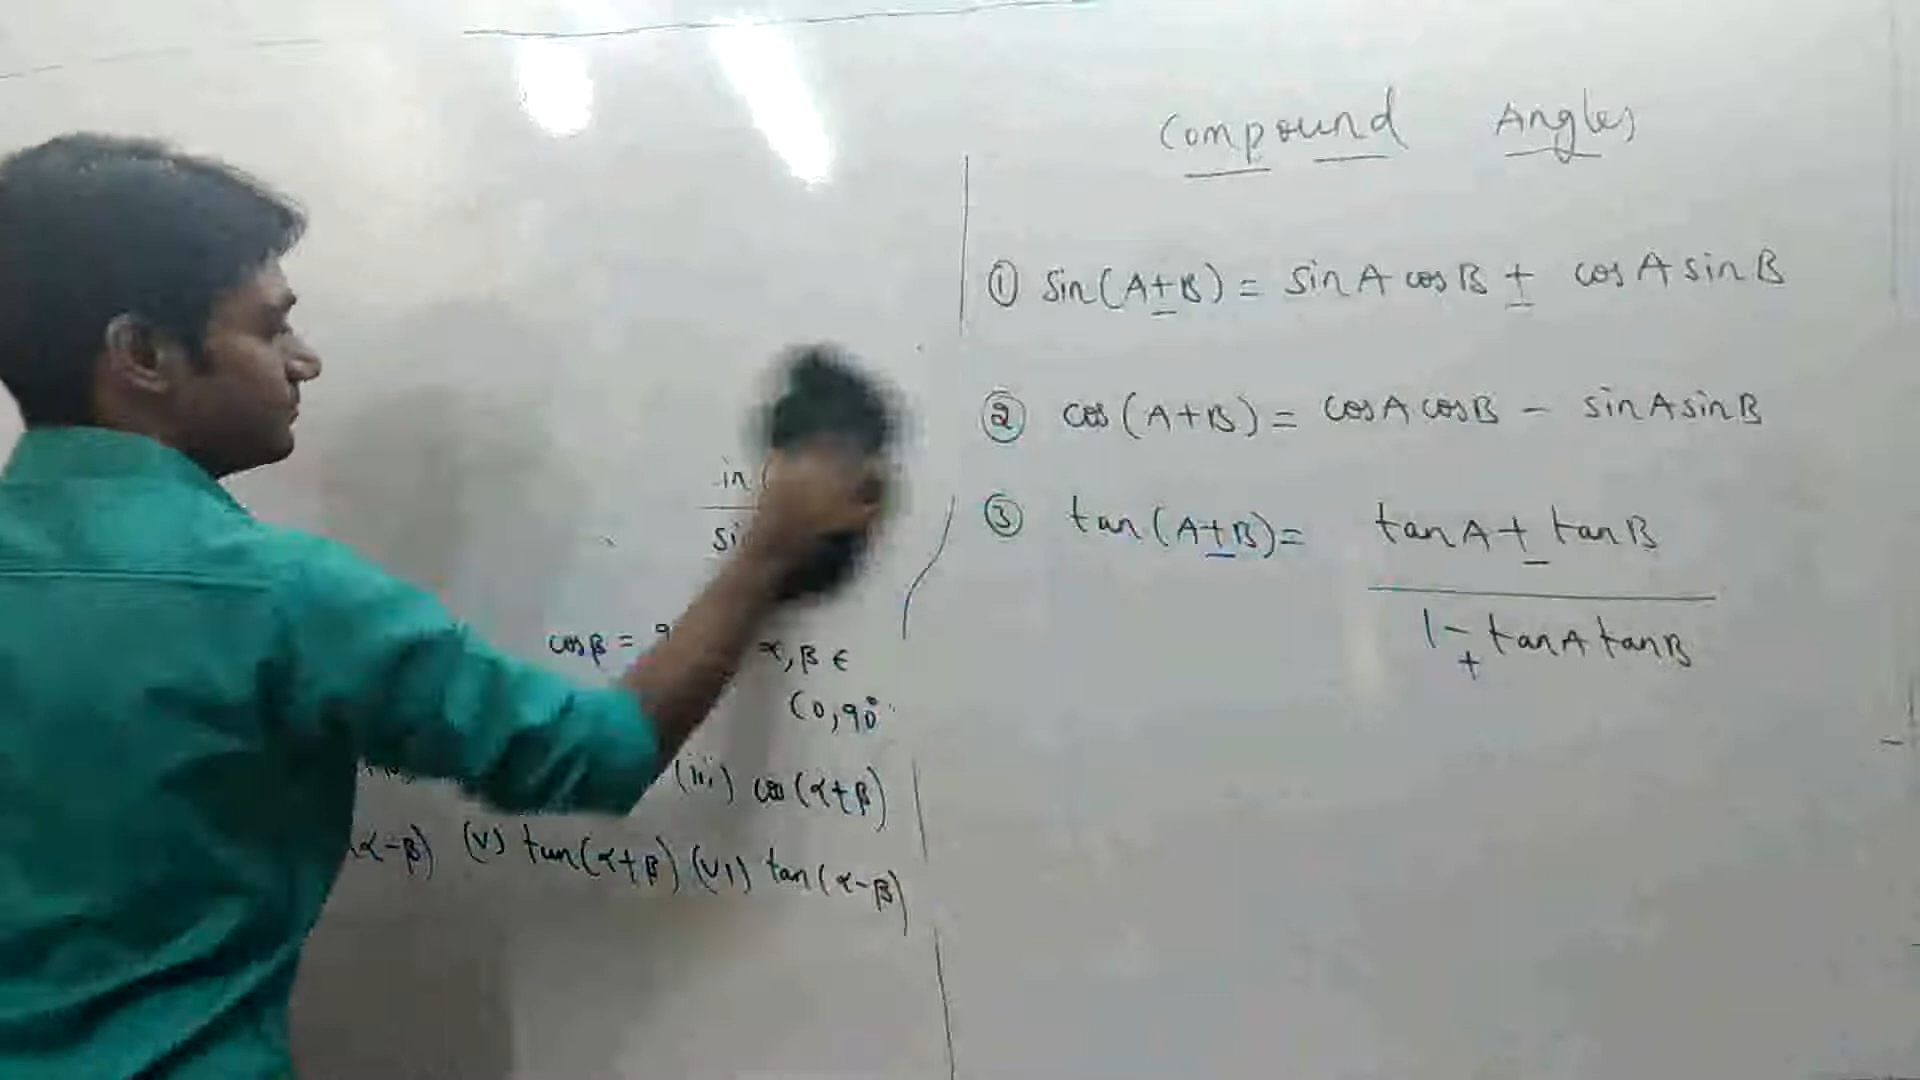 Compound Angles
① sin(A±B) = sinA cosB ± cosA sinB
② cos(A+B) = cosA cosB - sinA sinB
③ tan(A±B) = tanA ± tanB
1 ∓ tanA tanB
cosβ = 9
α, β ∈
(0, 90°
(iii) cos(α+β)
(α-β) (v) tan(α+β) (vi) tan(α-β)